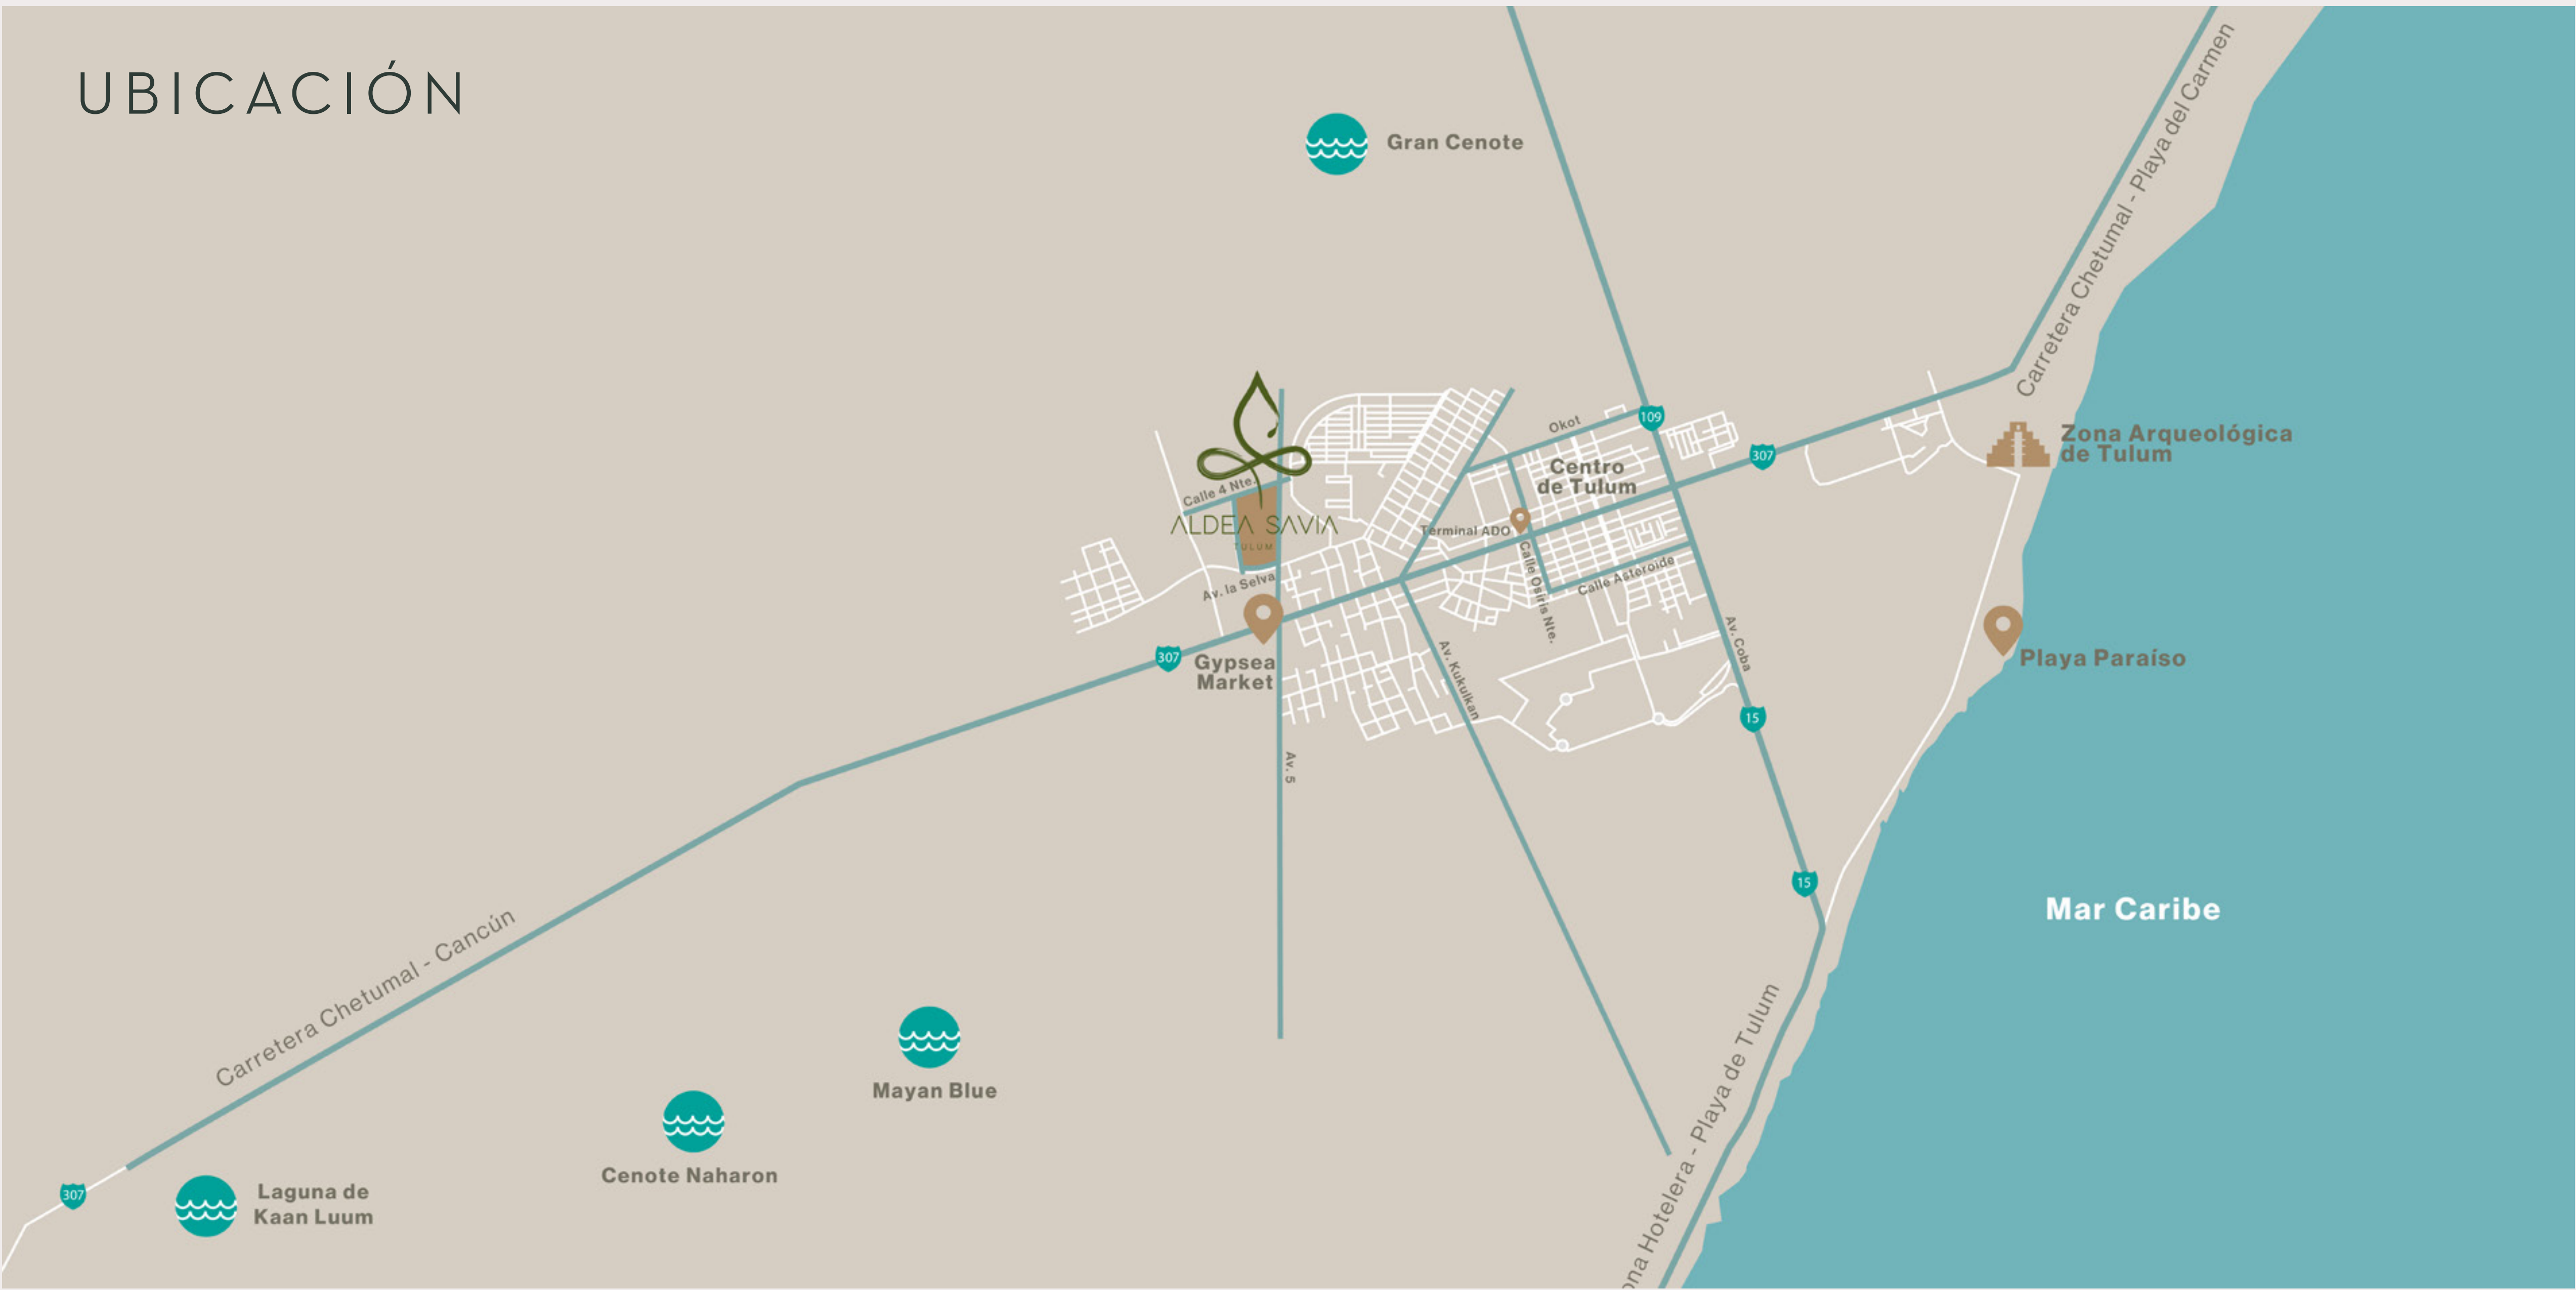 UBICACIÓN
Gran Cenote
Carretera Chetumal - Playa del Carmen
109
Okot
307
Centro
de Tulum
Zona Arqueológica
de Tulum
Calle 4 Nte.
ALDEA SAVIA
TULUM
Terminal ADO
Calle Osiris Nte.
Calle Asteroide
Av. la Selva
307
Gypsea
Market
Av. Kukulkan
Av. Coba
Playa Paraíso
15
Av. 5
15
Mar Caribe
Carretera Chetumal - Cancún
Mayan Blue
Cenote Naharon
ona Hotelera - Playa de Tulum
307
Laguna de
Kaan Luum